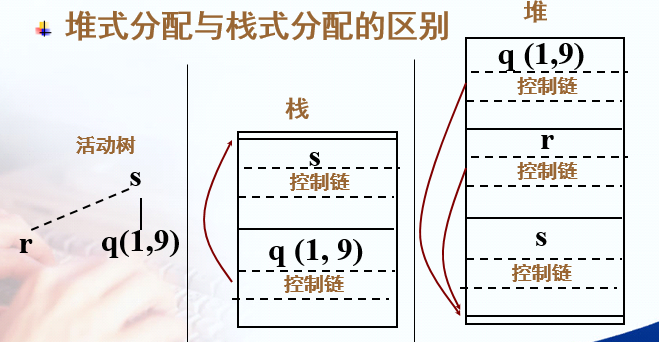 堆式分配与栈式分配的区别
活动树
s
r
q(1,9)
栈
s
控制链
q (1, 9)
控制链
堆
q (1,9)
控制链
r
控制链
s
控制链